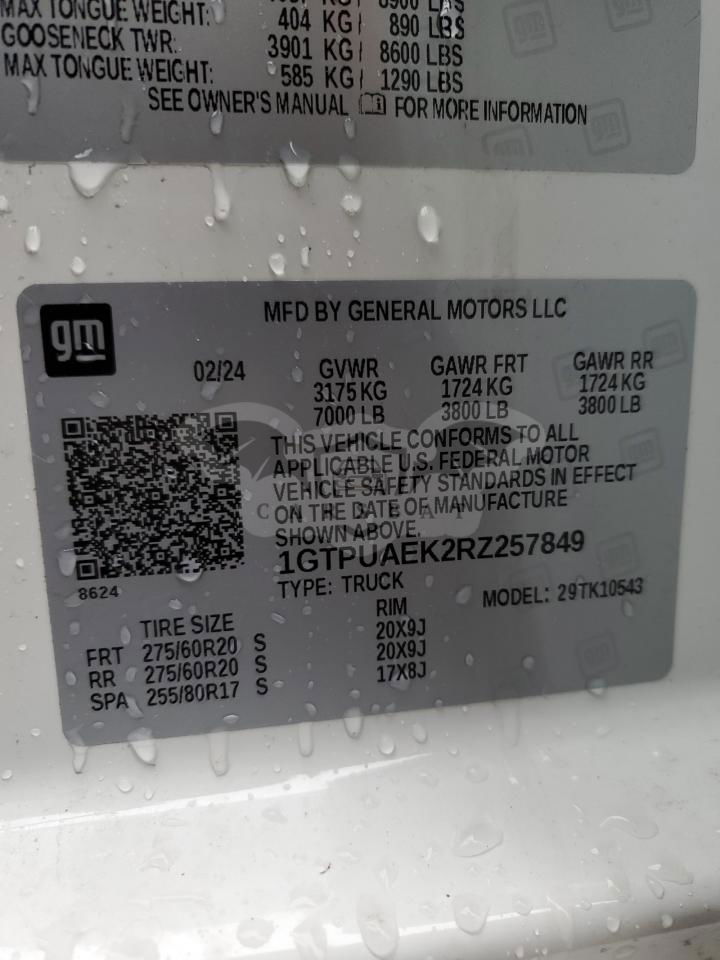 MAX TONGUE WEIGHT: 404 KG/ 890 LBS
GOOSENECK TWR: 3901 KG/ 8600 LBS
MAX TONGUE WEIGHT: 585 KG/ 1290 LBS
SEE OWNER'S MANUAL FOR MORE INFORMATION
gm
MFD BY GENERAL MOTORS LLC
02/24 GVWR GAWR FRT GAWR RR
3175 KG 1724 KG 1724 KG
7000 LB 3800 LB 3800 LB
THIS VEHICLE CONFORMS TO ALL
APPLICABLE U.S. FEDERAL MOTOR
VEHICLE SAFETY STANDARDS IN EFFECT
ON THE DATE OF MANUFACTURE
SHOWN ABOVE.
1GTPUAEK2RZ257849
8624
TYPE: TRUCK MODEL: 29TK10543
TIRE SIZE RIM
FRT 275/60R20 S 20X9J
RR 275/60R20 S 20X9J
SPA 255/80R17 S 17X8J